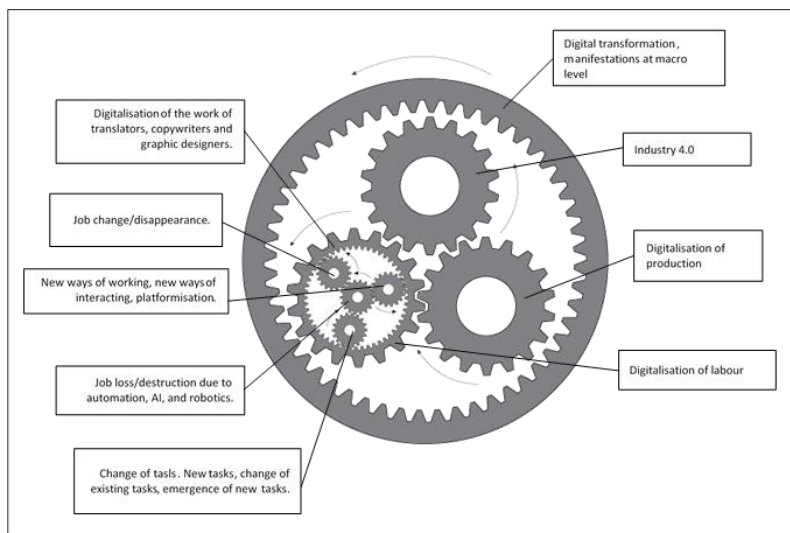 Digital transformation ,
manifestations at macro
level
Digitalisation of the work of
translators, copywriters and
graphic designers.
Industry 4.0
Job change/disappearance.
Digitalisation of
production
New ways of working, new ways of
interacting, platformisation.
Digitalisation of labour
Job loss/destruction due to
automation, AI, and robotics.
Change of tasls. New tasks, change of
existing tasks, emergence of new tasks.